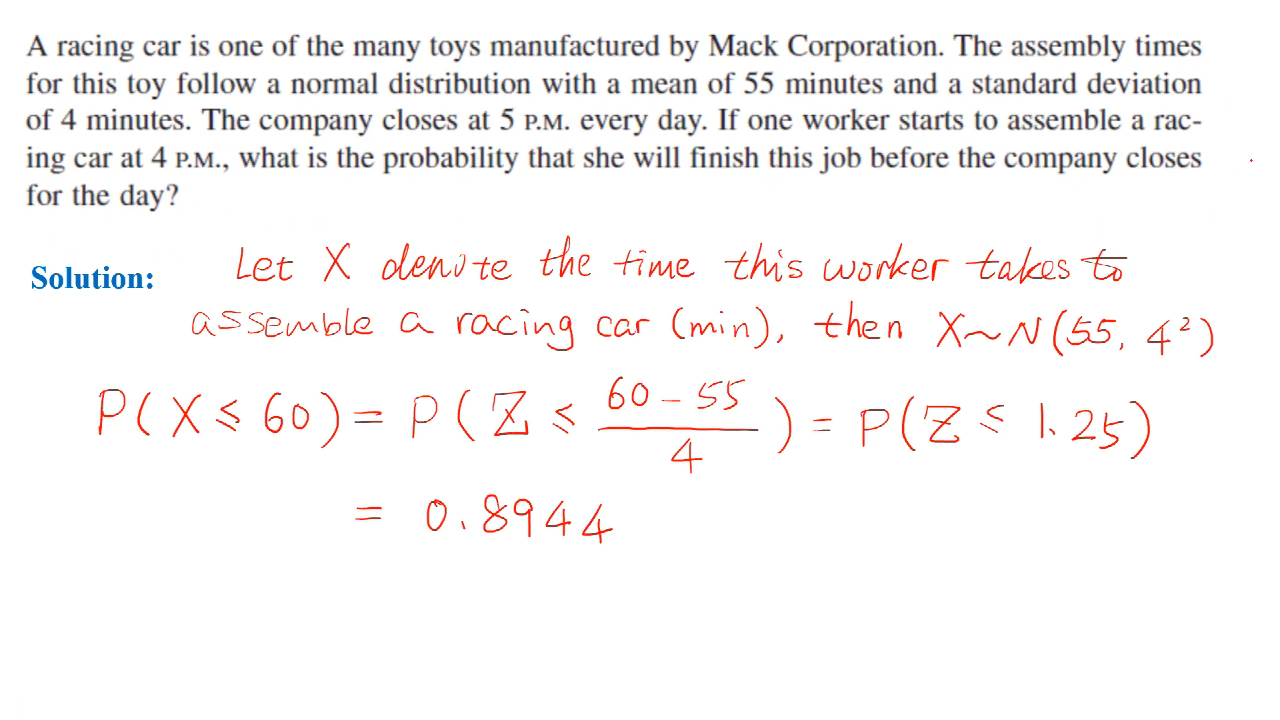 A racing car is one of the many toys manufactured by Mack Corporation. The assembly times
for this toy follow a normal distribution with a mean of 55 minutes and a standard deviation
of 4 minutes. The company closes at 5 P.M. every day. If one worker starts to assemble a rac-
ing car at 4 P.M., what is the probability that she will finish this job before the company closes
for the day?
Solution: Let X denote the time this worker takes to
assemble a racing car (min), then X~N(55, 4²)
P(X ≤ 60) = P(Z ≤ (60 - 55)/4) = P(Z ≤ 1.25)
= 0.8944